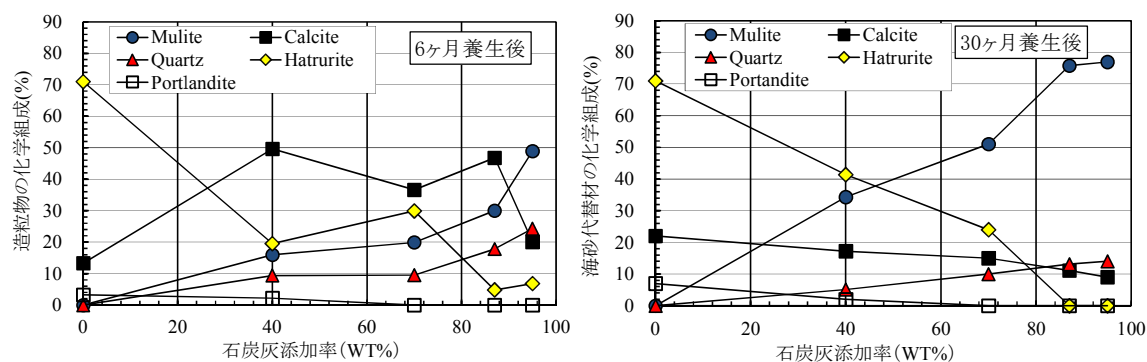 90
80
70
60
50
40
30
20
10
0
造粒物の化学組成(%)
Mulite Calcite
Quartz Hatrurite
Portlandite
6ヶ月養生後
0 20 40 60 80 100
石炭灰添加率(WT%)
90
80
70
60
50
40
30
20
10
0
海砂代替材の化学組成(%)
Mulite Calcite
Quartz Hatrurite
Portandite
30ヶ月養生後
0 20 40 60 80 100
石炭灰添加率(WT%)